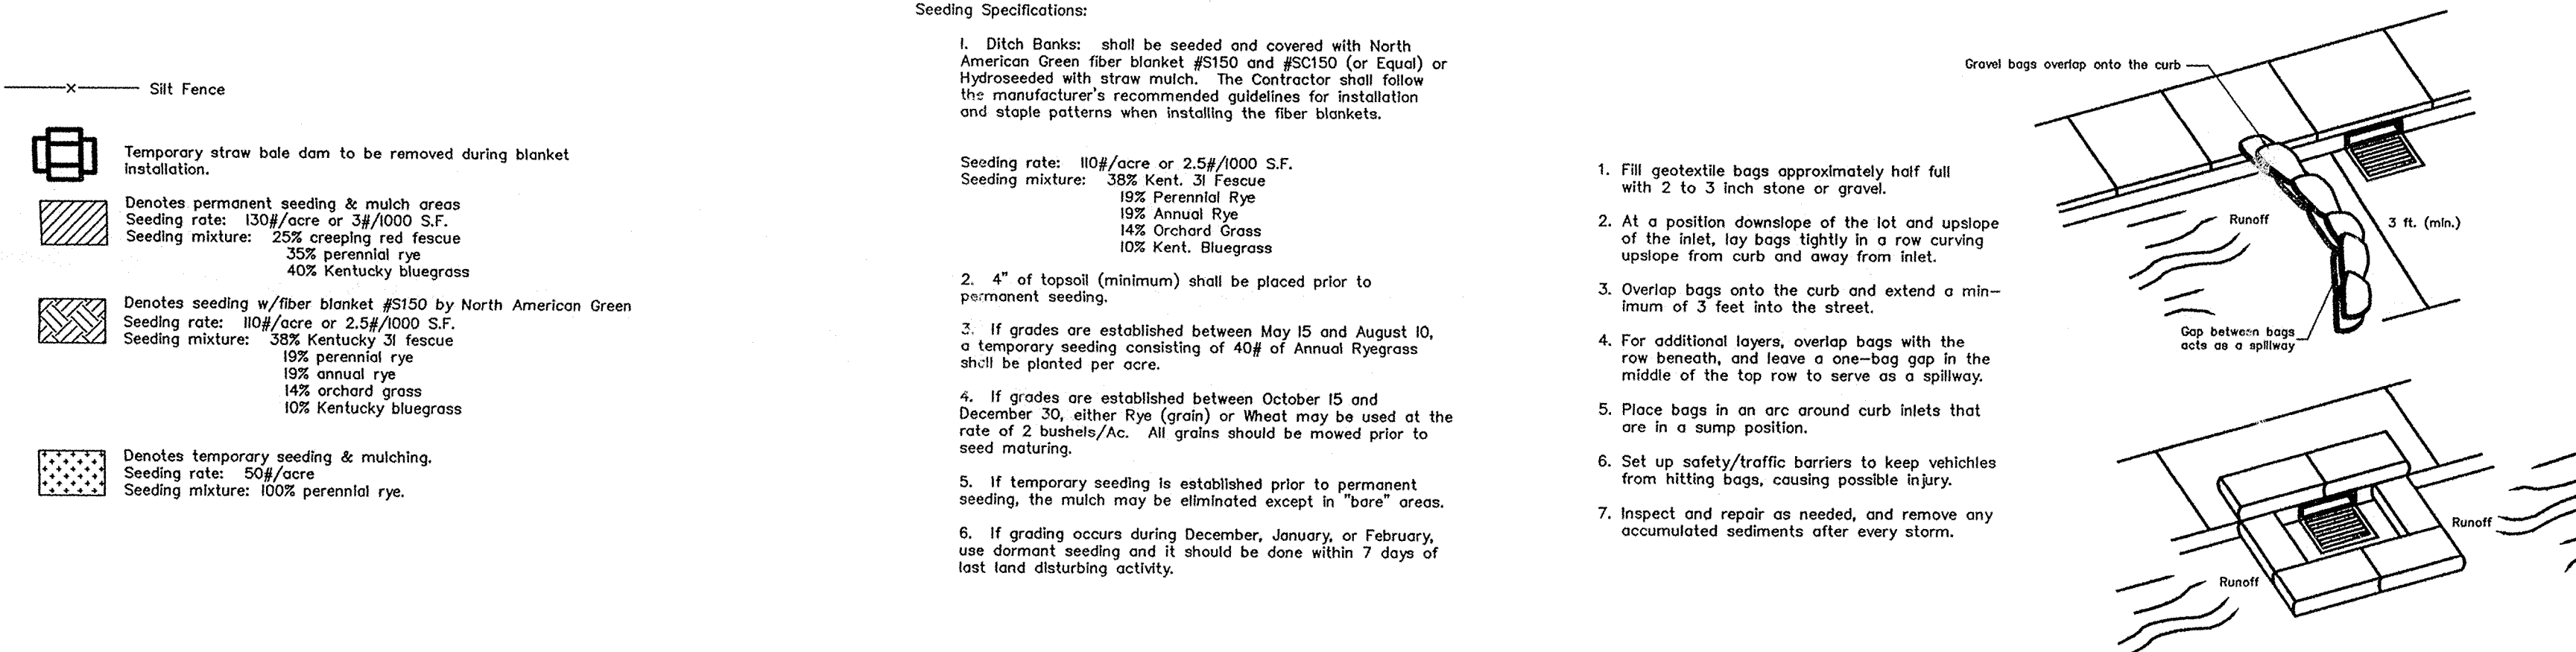 Silt Fence
Temporary straw bale dam to be removed during blanket
installation.
Denotes permanent seeding & mulch areas
Seeding rate: 130#/acre or 3#/1000 S.F.
Seeding mixture: 25% creeping red fescue
35% perennial rye
40% Kentucky bluegrass
Denotes seeding w/fiber blanket #S150 by North American Green
Seeding rate: 110#/acre or 2.5#/1000 S.F.
Seeding mixture: 38% Kentucky 31 fescue
19% perennial rye
19% annual rye
14% orchard grass
10% Kentucky bluegrass
Denotes temporary seeding & mulching.
Seeding rate: 50#/acre
Seeding mixture: 100% perennial rye.
Seeding Specifications:
1. Ditch Banks: shall be seeded and covered with North
American Green fiber blanket #S150 and #SC150 (or Equal) or
Hydroseeded with straw mulch. The Contractor shall follow
the manufacturer's recommended guidelines for installation
and staple patterns when installing the fiber blankets.
Seeding rate: 110#/acre or 2.5#/1000 S.F.
Seeding mixture: 38% Kent. 31 Fescue
19% Perennial Rye
19% Annual Rye
14% Orchard Grass
10% Kent. Bluegrass
2. 4" of topsoil (minimum) shall be placed prior to
permanent seeding.
3. If grades are established between May 15 and August 10,
a temporary seeding consisting of 40# of Annual Ryegrass
shall be planted per acre.
4. If grades are established between October 15 and
December 30, either Rye (grain) or Wheat may be used at the
rate of 2 bushels/Ac. All grains should be mowed prior to
seed maturing.
5. If temporary seeding is established prior to permanent
seeding, the mulch may be eliminated except in "bare" areas.
6. If grading occurs during December, January, or February,
use dormant seeding and it should be done within 7 days of
last land disturbing activity.
1. Fill geotextile bags approximately half full
with 2 to 3 inch stone or gravel.
2. At a position downslope of the lot and upslope
of the inlet, lay bags tightly in a row curving
upslope from curb and away from inlet.
3. Overlap bags onto the curb and extend a min-
imum of 3 feet into the street.
4. For additional layers, overlap bags with the
row beneath, and leave a one-bag gap in the
middle of the top row to serve as a spillway.
5. Place bags in an arc around curb inlets that
are in a sump position.
6. Set up safety/traffic barriers to keep vehichles
from hitting bags, causing possible injury.
7. Inspect and repair as needed, and remove any
accumulated sediments after every storm.
Gravel bags overlap onto the curb
Runoff
3 ft. (min.)
Gap between bags
acts as a spillway
Runoff
Runoff